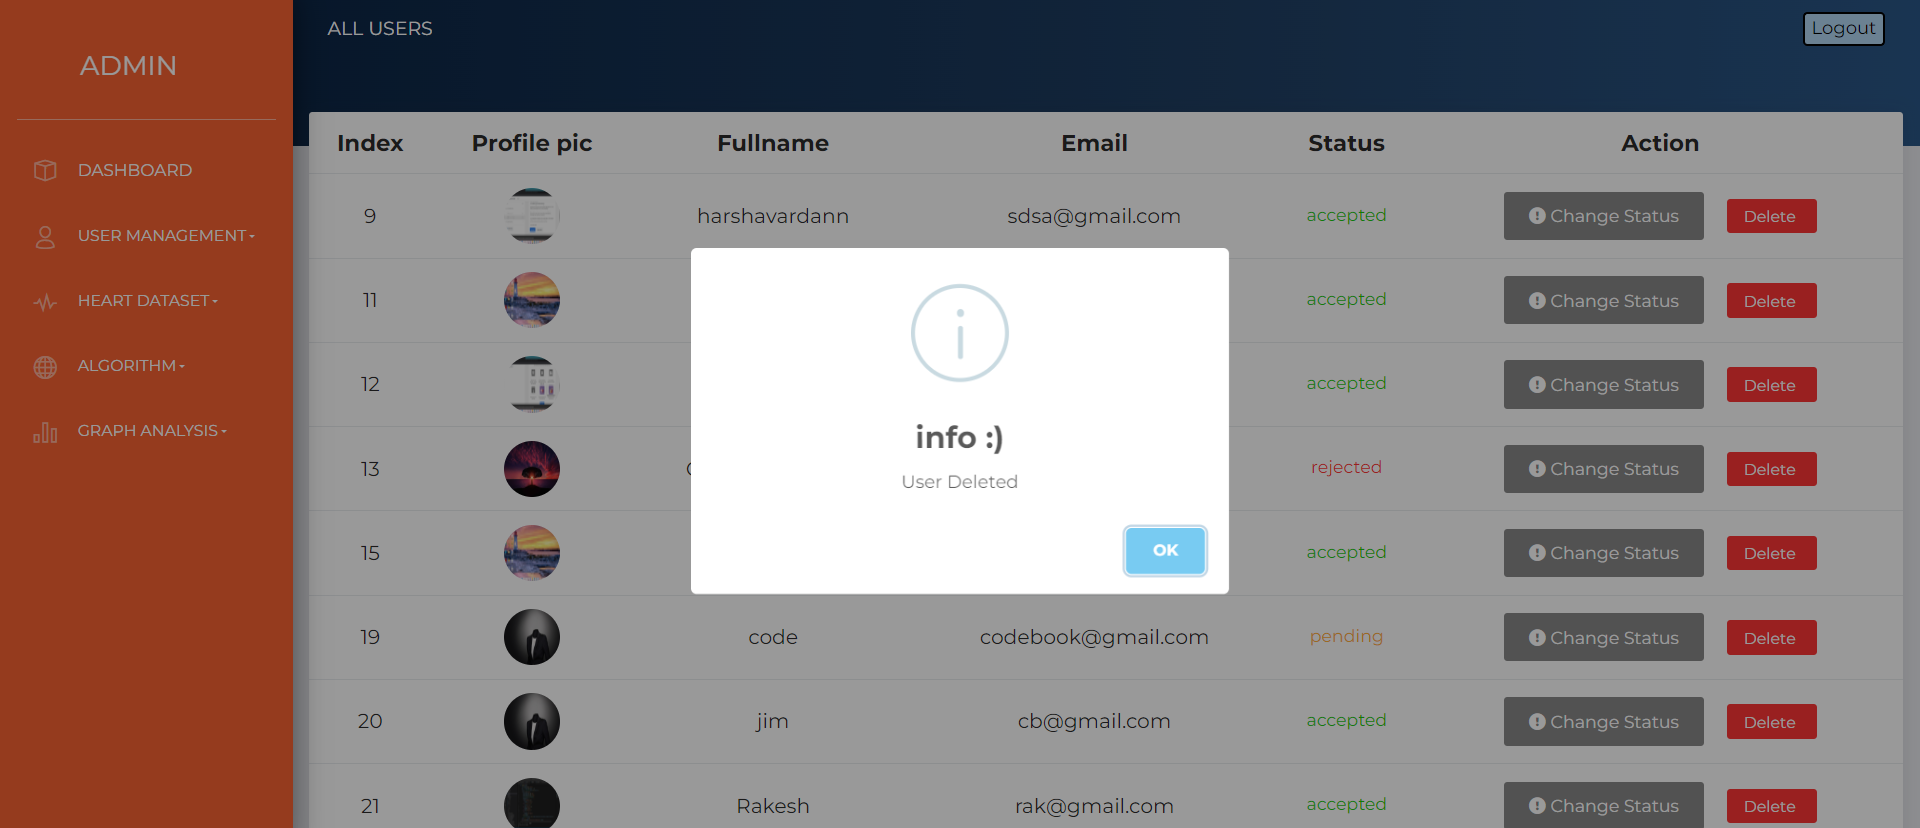 ADMIN
DASHBOARD
USER MANAGEMENT
HEART DATASET
ALGORITHM
GRAPH ANALYSIS
ALL USERS
Logout
Index Profile pic Fullname Email Status Action
9 harshavardann sdsa@gmail.com accepted Change Status Delete
11 accepted Change Status Delete
12 accepted Change Status Delete
13 rejected Change Status Delete
15 accepted Change Status Delete
19 code codebook@gmail.com pending Change Status Delete
20 jim cb@gmail.com accepted Change Status Delete
21 Rakesh rak@gmail.com accepted Change Status Delete
info :)
User Deleted
OK